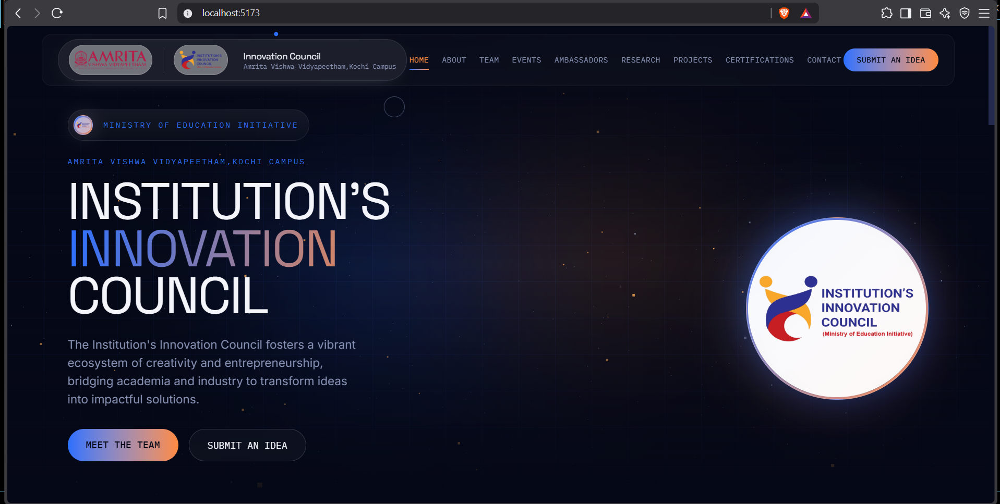 localhost:5173
AMRITA
VISHWA VIDYAPEETHAM
INSTITUTION'S
INNOVATION
COUNCIL
Innovation Council
Amrita Vishwa Vidyapeetham,Kochi Campus
HOME ABOUT TEAM EVENTS AMBASSADORS RESEARCH PROJECTS CERTIFICATIONS CONTACT SUBMIT AN IDEA
MINISTRY OF EDUCATION INITIATIVE
AMRITA VISHWA VIDYAPEETHAM,KOCHI CAMPUS
INSTITUTION’S
INNOVATION
COUNCIL
The Institution's Innovation Council fosters a vibrant
ecosystem of creativity and entrepreneurship,
bridging academia and industry to transform ideas
into impactful solutions.
MEET THE TEAM SUBMIT AN IDEA
INSTITUTION’S
INNOVATION
COUNCIL
(Ministry of Education Initiative)